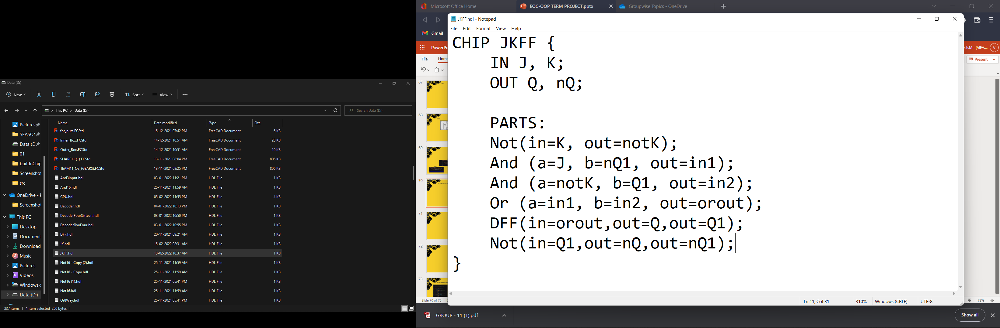 Data (D:)
New
Sort
View
This PC
Data (D:)
Search Data (D:)
Name
Date modified
Type
Size
Pictures
SEASON
Data (D
01
builtInChip
Screenshot
src
OneDrive - P
Screenshot
This PC
Desktop
Document
Download
Music
Pictures
Videos
Windows-S
Data (D:)
for_nuts.FCStd 15-12-2021 07:42 PM FreeCAD Document 6 KB
Inner_Box.FCStd 14-12-2021 10:51 AM FreeCAD Document 20 KB
Outer_Box.FCStd 14-12-2021 10:51 AM FreeCAD Document 10 KB
SHARE11 (1).FCStd 13-11-2021 08:04 PM FreeCAD Document 806 KB
TEAM11_Q2_(GEARS).FCStd 13-11-2021 08:25 PM FreeCAD Document 806 KB
And3Input.hdl 03-01-2022 11:21 PM HDL File 1 KB
And16.hdl 25-11-2021 11:59 AM HDL File 1 KB
CPU.hdl 05-02-2022 11:55 PM HDL File 4 KB
Decoder.hdl 04-01-2022 10:13 PM HDL File 1 KB
DecoderFourSixteen.hdl 03-01-2022 10:50 PM HDL File 1 KB
DecoderTwoFour.hdl 03-01-2022 10:55 PM HDL File 1 KB
DFF.hdl 20-11-2021 09:21 AM HDL File 1 KB
JK.hdl 15-02-2022 02:31 AM HDL File 1 KB
JKFF.hdl 13-02-2022 10:37 AM HDL File 1 KB
Not16 - Copy (2).hdl 25-11-2021 11:59 AM HDL File 1 KB
Not16 - Copy.hdl 25-11-2021 11:59 AM HDL File 1 KB
Not16 (1).hdl 25-11-2021 05:41 PM HDL File 1 KB
Not16.hdl 25-11-2021 11:59 AM HDL File 1 KB
Or8Way.hdl 25-11-2021 05:41 PM HDL File 1 KB
237 items 1 item selected 250 bytes
Microsoft Office Home
EOC-OOP TERM PROJECT.pptx
Groupwise Topics - OneDrive
Gmail
PowerPo
File
Home
esh.M - [AIEA....
V
Present
67
68
69
70
71
72
73
Slide 70 of 75
72%
JKFF.hdl - Notepad
File Edit Format View Help
CHIP JKFF {
IN J, K;
OUT Q, nQ;
PARTS:
Not(in=K, out=notK);
And (a=J, b=nQ1, out=in1);
And (a=notK, b=Q1, out=in2);
Or (a=in1, b=in2, out=orout);
DFF(in=orout,out=Q,out=Q1);
Not(in=Q1,out=nQ,out=nQ1);
}
Ln 11, Col 31
310%
Windows (CRLF)
UTF-8
GROUP - 11 (1).pdf
Show all